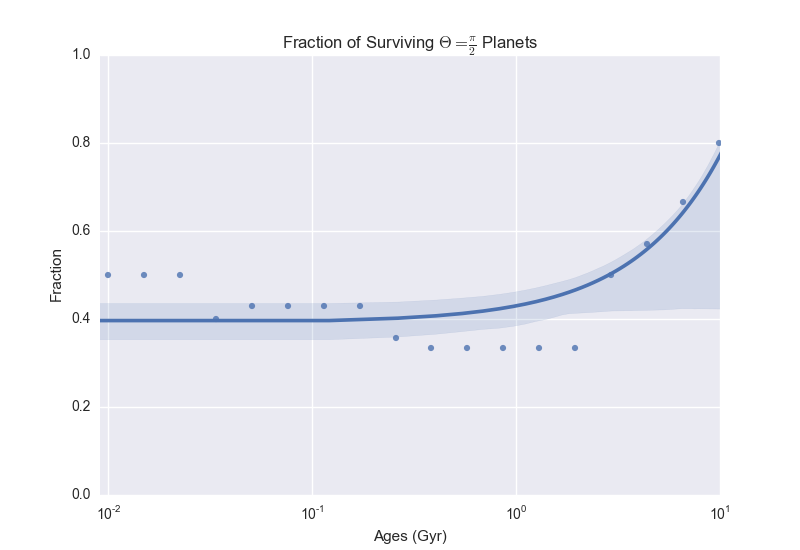 Fraction of Surviving Θ = π/2 Planets
1.0
0.8
0.6
0.4
0.2
0.0
Fraction
10⁻² 10⁻¹ 10⁰ 10¹
Ages (Gyr)